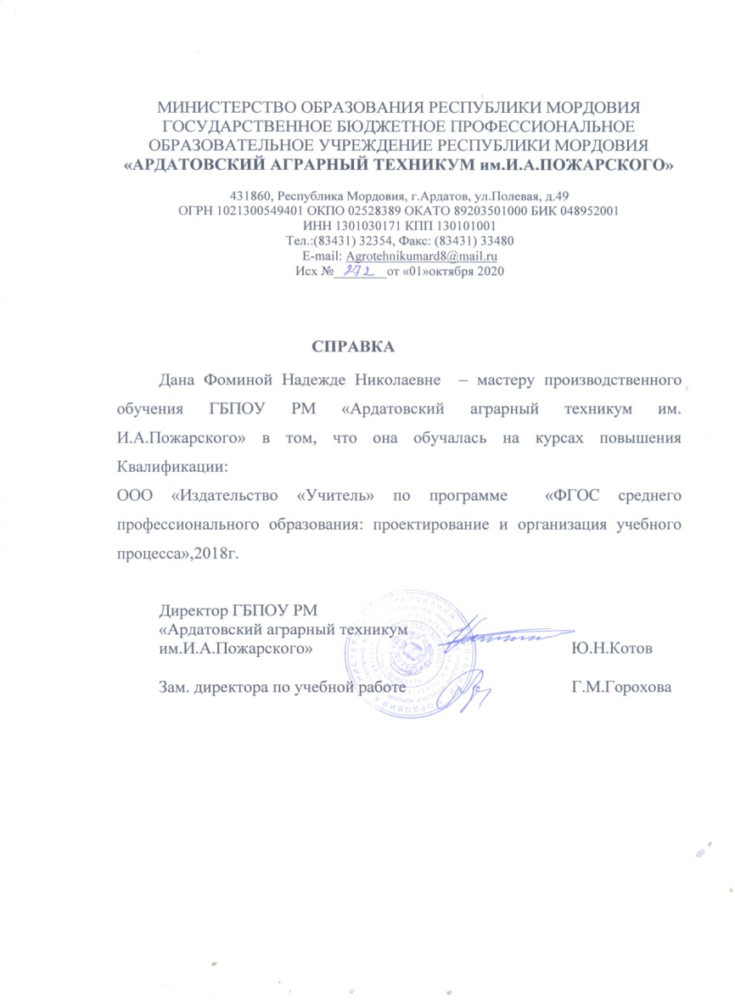 МИНИСТЕРСТВО ОБРАЗОВАНИЯ РЕСПУБЛИКИ МОРДОВИЯ
ГОСУДАРСТВЕННОЕ БЮДЖЕТНОЕ ПРОФЕССИОНАЛЬНОЕ
ОБРАЗОВАТЕЛЬНОЕ УЧРЕЖДЕНИЕ РЕСПУБЛИКИ МОРДОВИЯ
«АРДАТОВСКИЙ АГРАРНЫЙ ТЕХНИКУМ им.И.А.ПОЖАРСКОГО»
431860, Республика Мордовия, г.Ардатов, ул.Полевая, д.49
ОГРН 1021300549401 ОКПО 02528389 ОКАТО 89203501000 БИК 048952001
ИНН 1301030171 КПП 130101001
Тел.:(83431) 32354, Факс: (83431) 33480
E-mail: Agrotehnikumard8@mail.ru
Исх № 272 от «01»октября 2020
СПРАВКА
Дана Фоминой Надежде Николаевне – мастеру производственного
обучения ГБПОУ РМ «Ардатовский аграрный техникум им.
И.А.Пожарского» в том, что она обучалась на курсах повышения
Квалификации:
ООО «Издательство «Учитель» по программе «ФГОС среднего
профессионального образования: проектирование и организация учебного
процесса»,2018г.
Директор ГБПОУ РМ
«Ардатовский аграрный техникум
им.И.А.Пожарского» Ю.Н.Котов
Зам. директора по учебной работе Г.М.Горохова